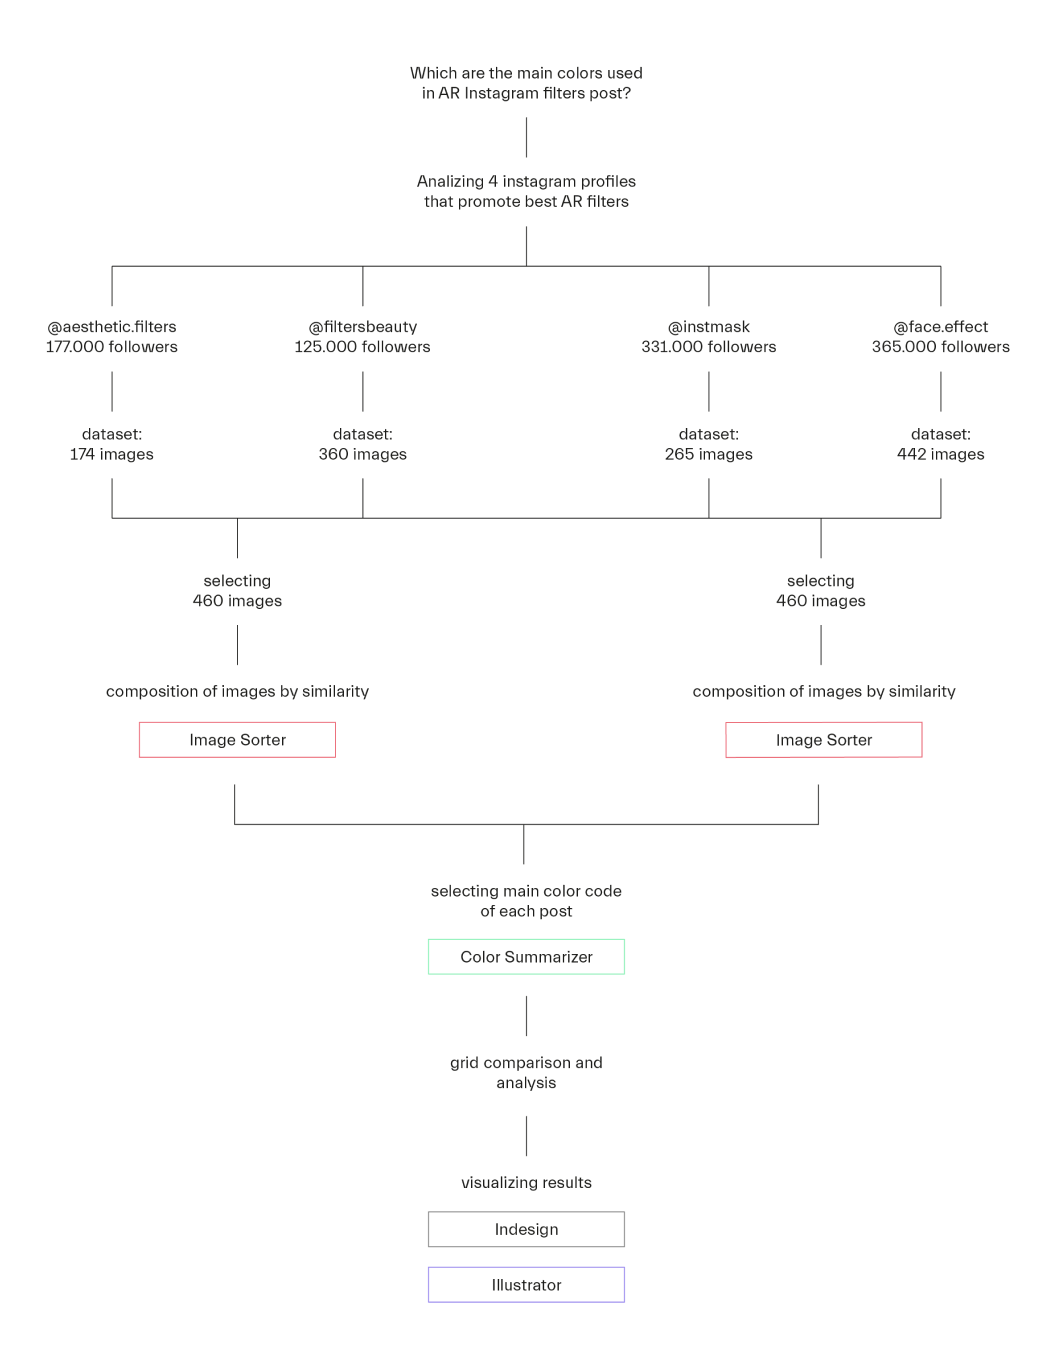 Which are the main colors used
in AR Instagram filters post?
Analizing 4 instagram profiles
that promote best AR filters
@aesthetic.filters
177.000 followers
@filtersbeauty
125.000 followers
@instmask
331.000 followers
@face.effect
365.000 followers
dataset:
174 images
dataset:
360 images
dataset:
265 images
dataset:
442 images
selecting
460 images
selecting
460 images
composition of images by similarity
Image Sorter
composition of images by similarity
Image Sorter
selecting main color code
of each post
Color Summarizer
grid comparison and
analysis
visualizing results
Indesign
Illustrator